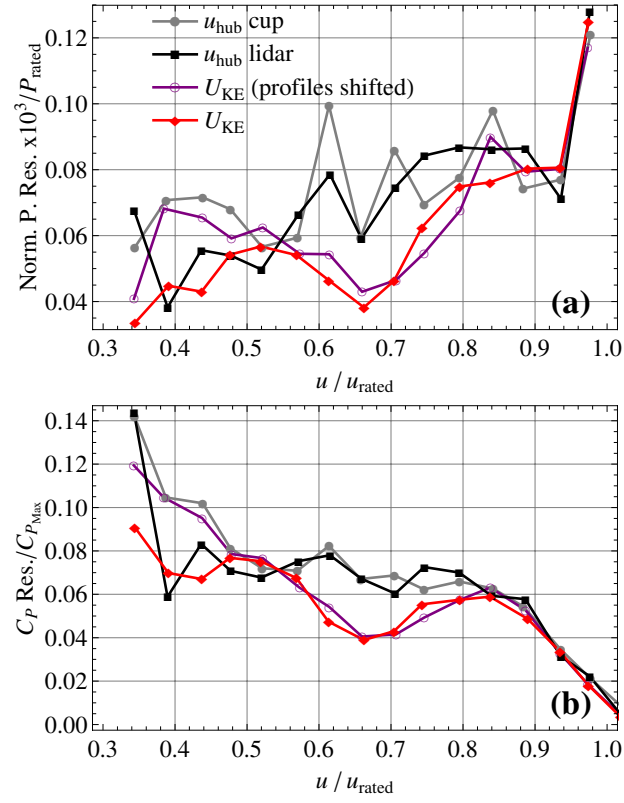 0.12
0.10
0.08
0.06
0.04
Norm. P. Res. x10³/P_rated
u_hub cup
u_hub lidar
U_KE (profiles shifted)
U_KE
(a)
0.3 0.4 0.5 0.6 0.7 0.8 0.9 1.0
u / u_rated
0.14
0.12
0.10
0.08
0.06
0.04
0.02
0.00
C_P Res./C_P_Max
(b)
0.3 0.4 0.5 0.6 0.7 0.8 0.9 1.0
u / u_rated